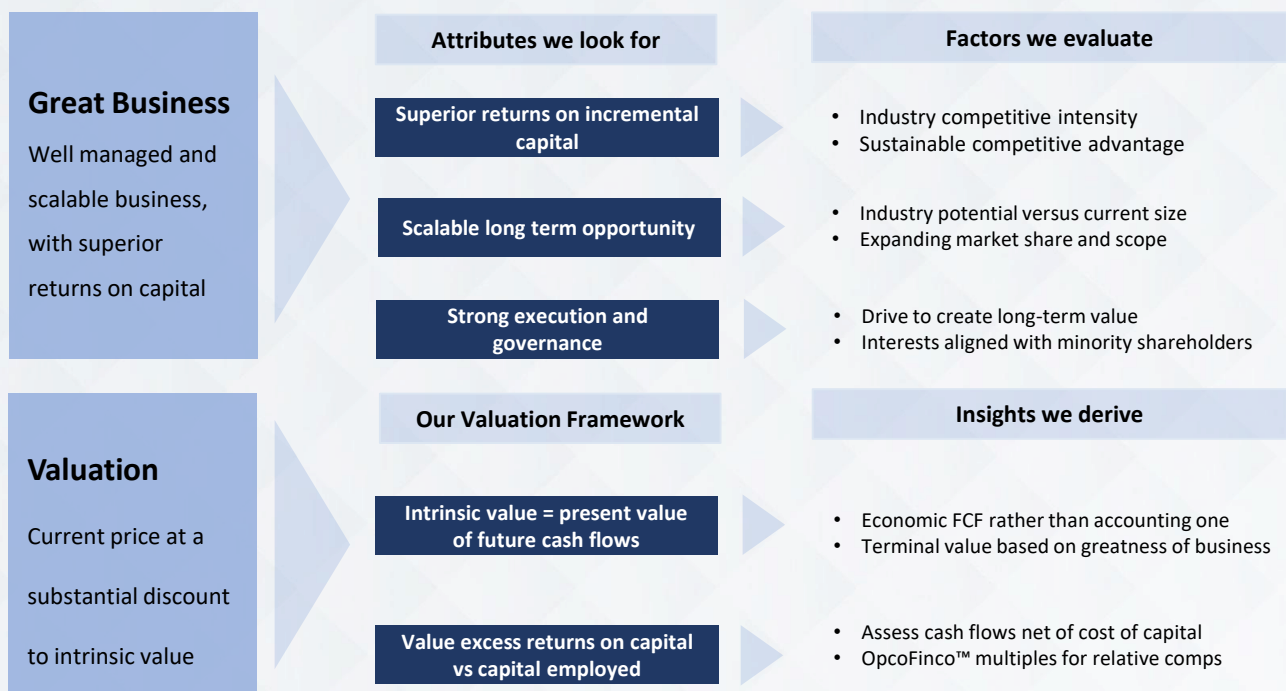 Attributes we look for
Factors we evaluate
Great Business
Well managed and
scalable business,
with superior
returns on capital
Superior returns on incremental
capital
• Industry competitive intensity
• Sustainable competitive advantage
Scalable long term opportunity
• Industry potential versus current size
• Expanding market share and scope
Strong execution and
governance
• Drive to create long-term value
• Interests aligned with minority shareholders
Our Valuation Framework
Insights we derive
Valuation
Current price at a
substantial discount
to intrinsic value
Intrinsic value = present value
of future cash flows
• Economic FCF rather than accounting one
• Terminal value based on greatness of business
Value excess returns on capital
vs capital employed
• Assess cash flows net of cost of capital
• OpcoFinco™ multiples for relative comps